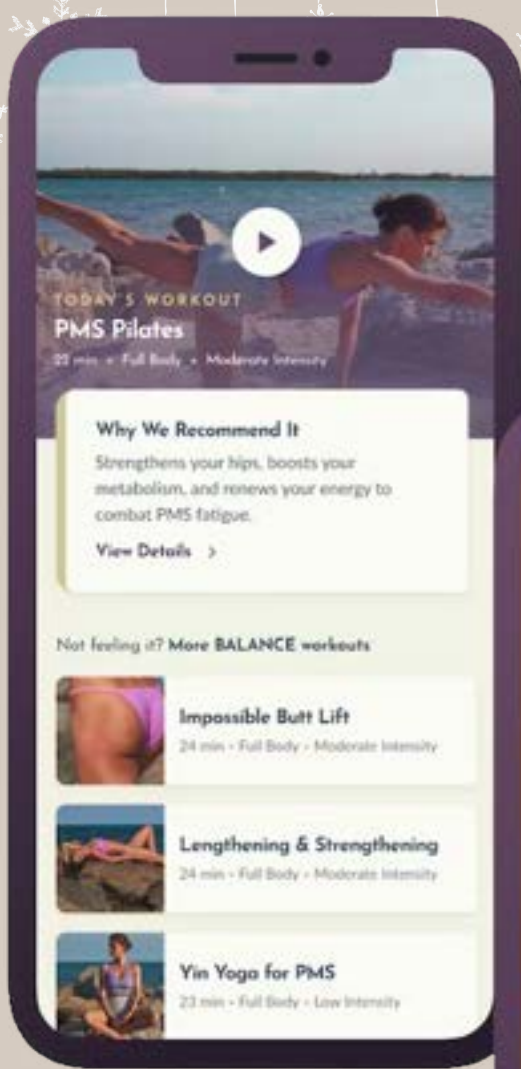 TODAY'S WORKOUT
PMS Pilates
23 min • Full Body • Moderate Intensity
Why We Recommend It
Strengthens your hips, boosts your
metabolism, and renews your energy to
combat PMS fatigue.
View Details >
Not feeling it? More BALANCE workouts
Impossible Butt Lift
24 min • Full Body • Moderate Intensity
Lengthening & Strengthening
24 min • Full Body • Moderate Intensity
Yin Yoga for PMS
23 min • Full Body • Low Intensity